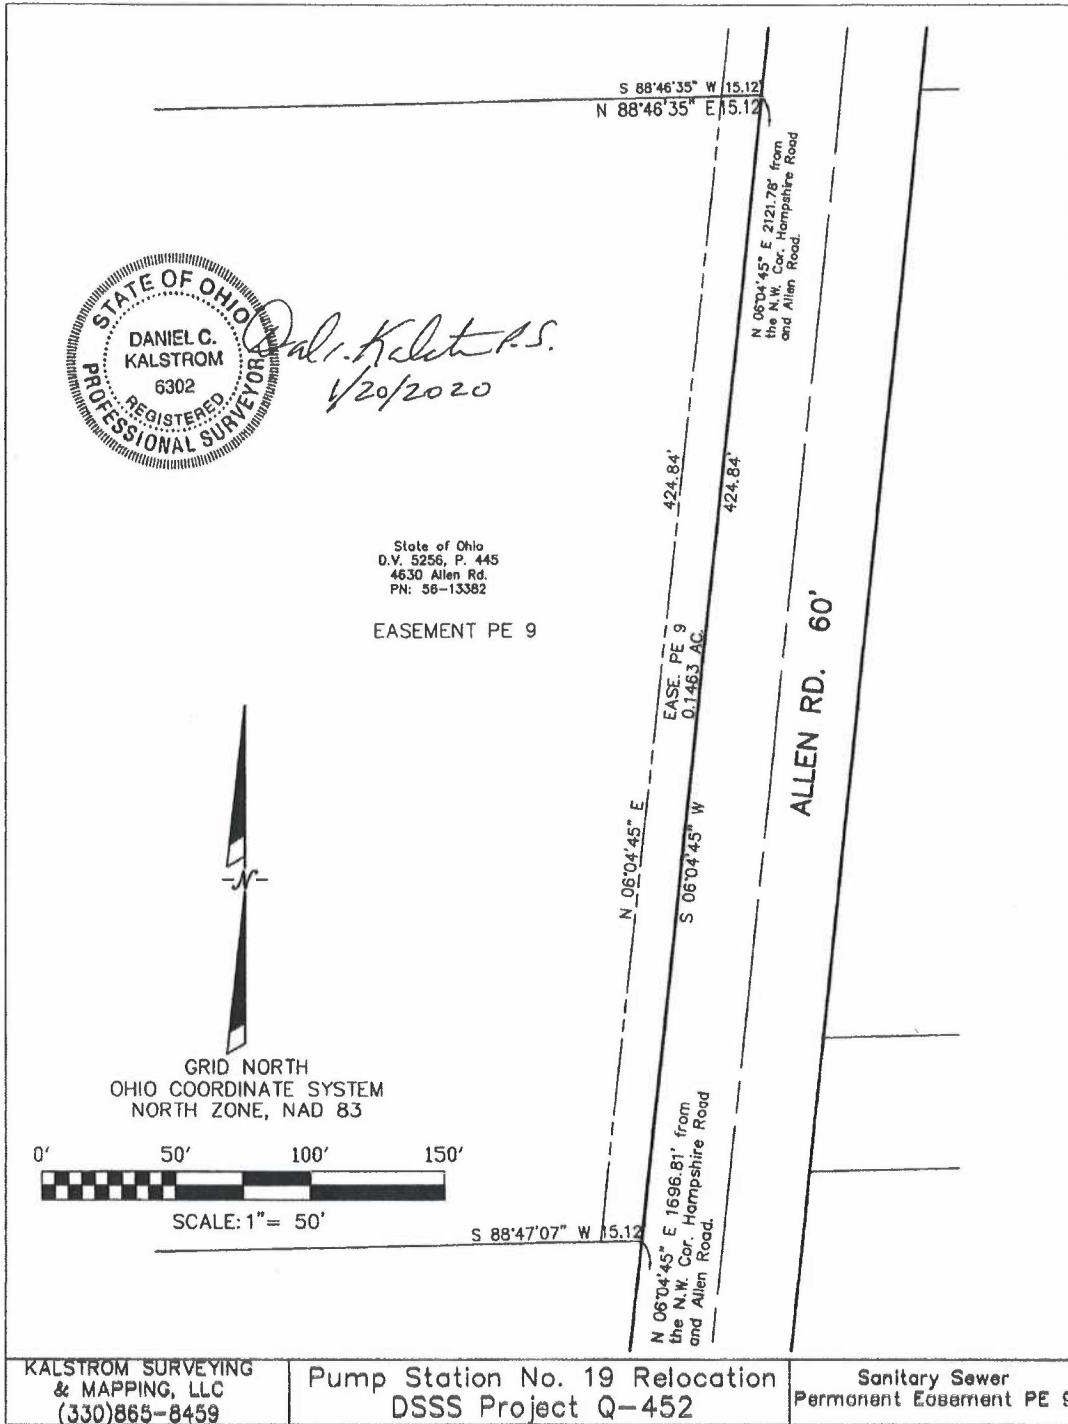 S 88°46'35" W 15.12'
N 88°46'35" E 15.12'
N 06°04'45" E 2121.78' from
the N.W. Cor. Hampshire Road
and Allen Road.
STATE OF OHIO
DANIEL C.
KALSTROM
6302
REGISTERED
PROFESSIONAL SURVEYOR
P.S.
1/20/2020
424.84'
424.84'
State of Ohio
D.V. 5256, P. 445
4630 Allen Rd.
PN: 56-13382
EASEMENT PE 9
EASE. PE 9
0.1463 AC.
ALLEN RD. 60'
N 06°04'45" E
S 06°04'45" W
-N-
GRID NORTH
OHIO COORDINATE SYSTEM
NORTH ZONE, NAD 83
0' 50' 100' 150'
SCALE: 1"= 50'
S 88°47'07" W 15.12'
N 06°04'45" E 1696.81' from
the N.W. Cor. Hampshire Road
and Allen Road.
KALSTROM SURVEYING
& MAPPING, LLC
(330)865-8459
Pump Station No. 19 Relocation
DSSS Project Q-452
Sanitary Sewer
Permanent Easement PE 9